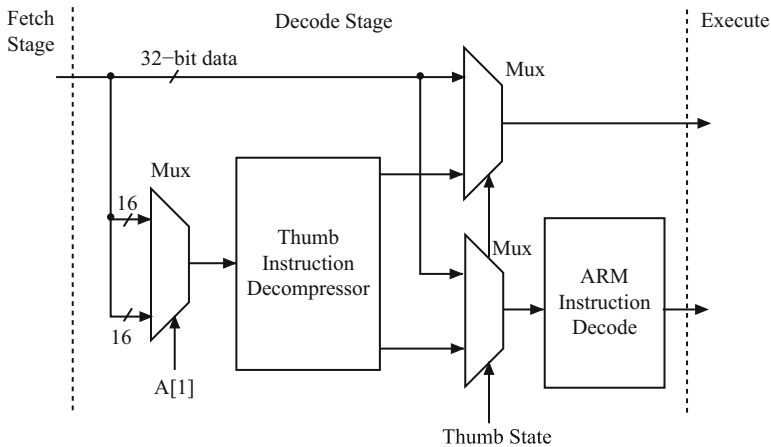 Fetch
Stage
Decode Stage
Execute
32−bit data
Mux
Mux
16
Thumb
Instruction
Decompressor
Mux
ARM
Instruction
Decode
16
A[1]
Thumb State